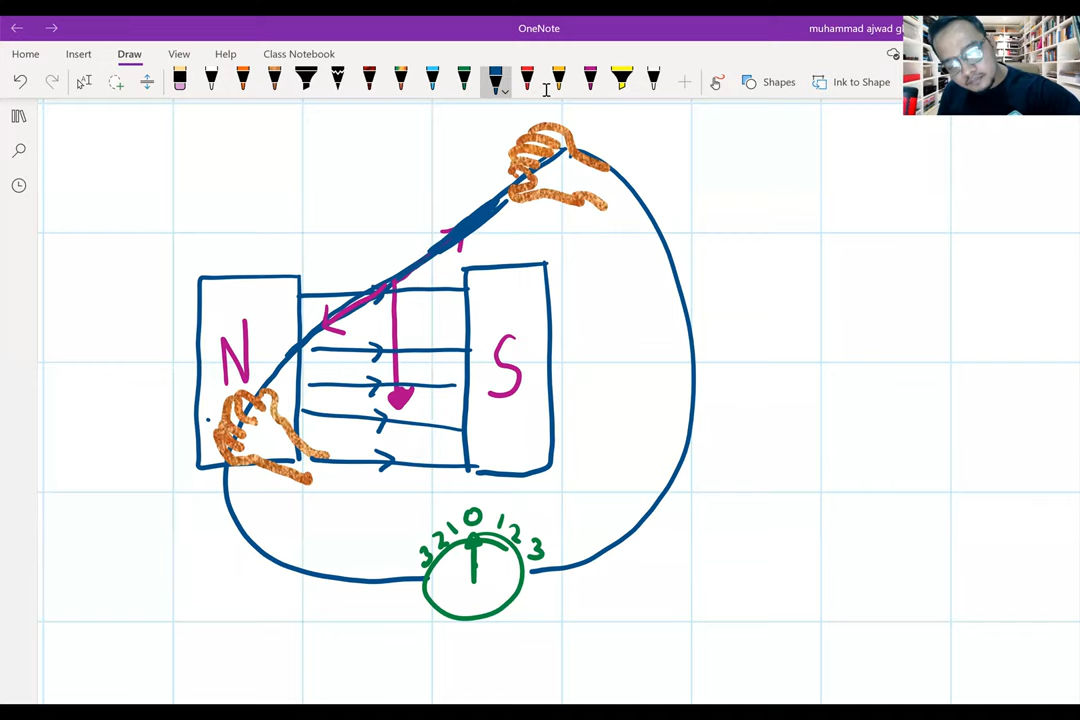 OneNote
muhammad ajwad g
Home Insert Draw View Help Class Notebook
Shapes Ink to Shape
N S
3 2 1 0 1 2 3